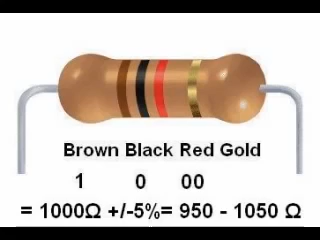 Brown Black Red Gold
1 0 00
= 1000Ω +/-5%= 950 - 1050 Ω